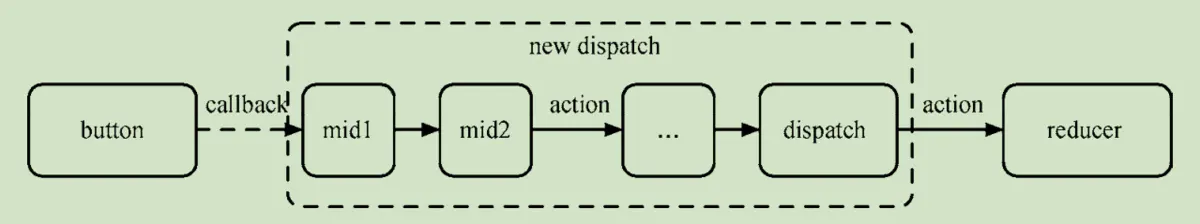 new dispatch
button
callback
mid1
mid2
action
...
dispatch
action
reducer